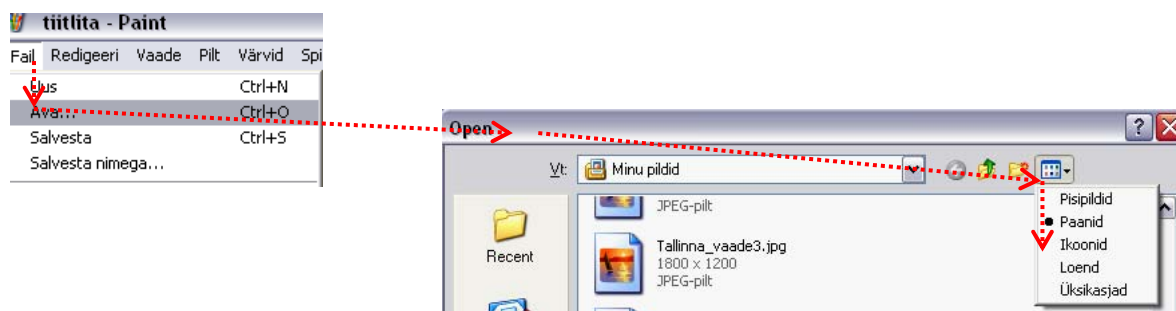 tiitlita - Paint
Fail Redigeeri Vaade Pilt Värvid Spi
Uus Ctrl+N
Ava... Ctrl+O
Salvesta Ctrl+S
Salvesta nimega...
Open
Vt: Minu pildid
JPEG-pilt
Tallinna_vaade3.jpg
1800 x 1200
JPEG-pilt
Recent
Pisipildid
Paanid
Ikoonid
Loend
Üksikasjad